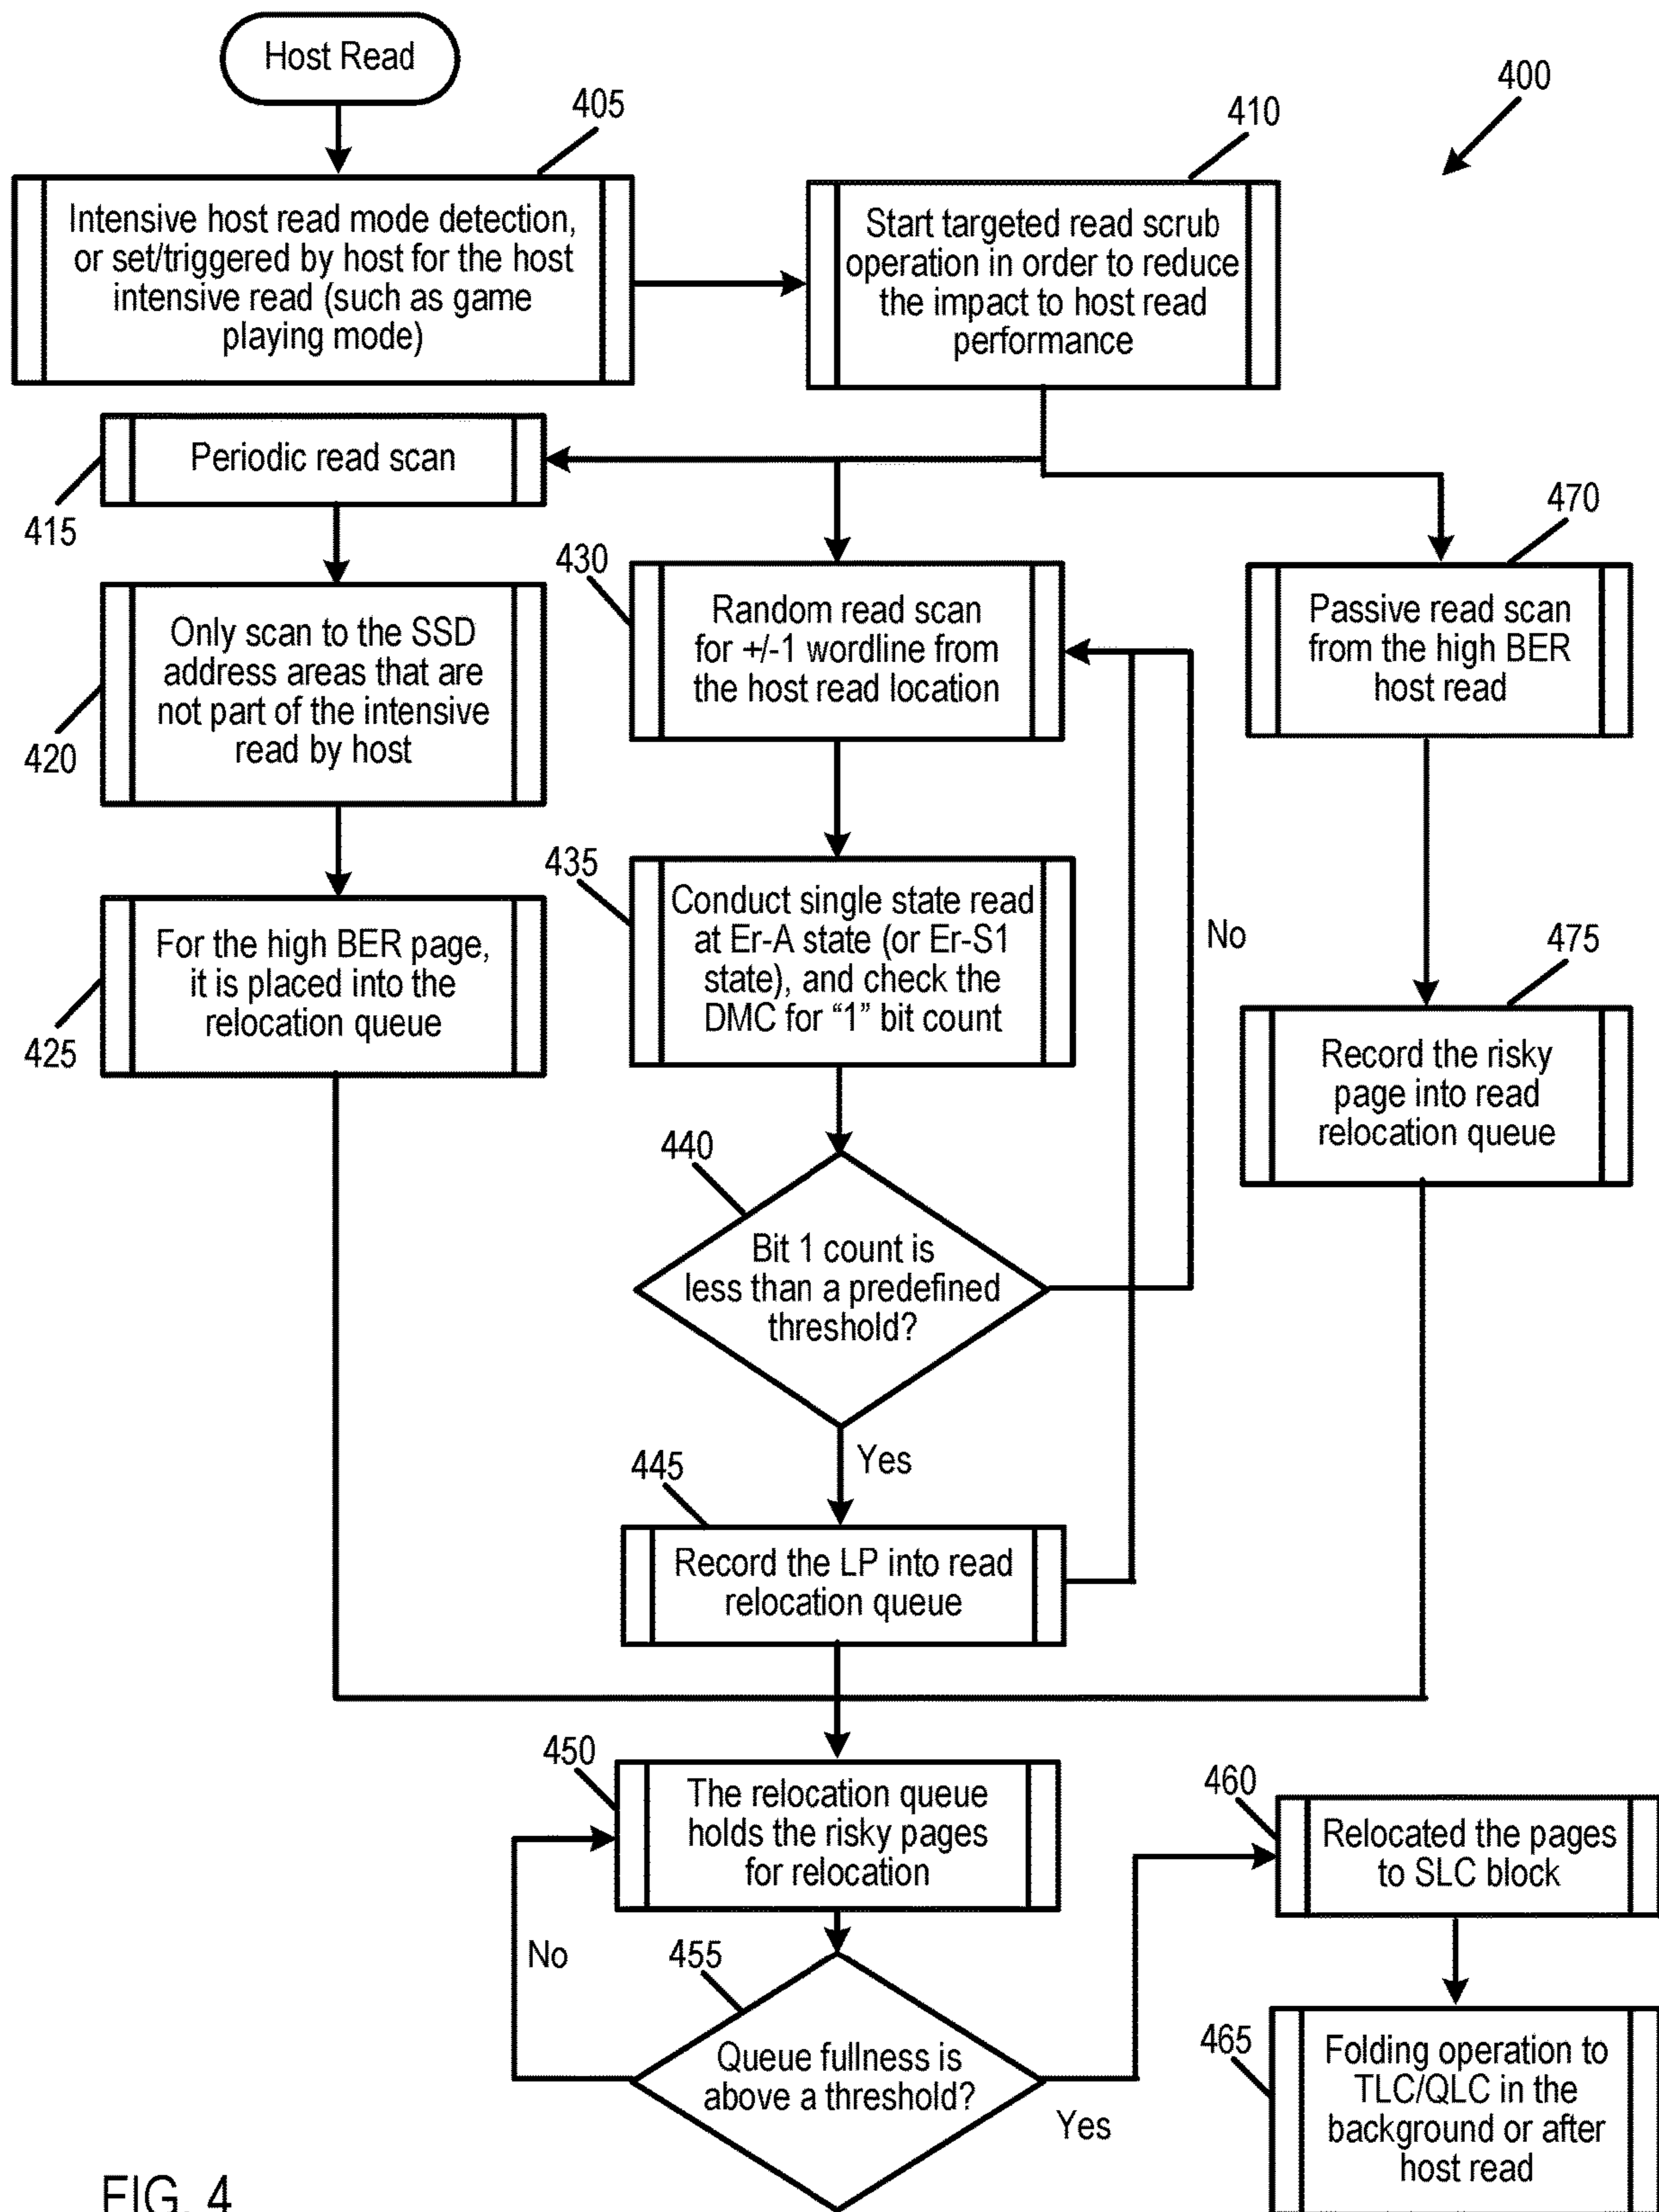 Host Read
400
405
410
Intensive host read mode detection,
or set/triggered by host for the host
intensive read (such as game
playing mode)
Start targeted read scrub
operation in order to reduce
the impact to host read
performance
Periodic read scan
415
470
430
Random read scan
for +/-1 wordline from
the host read location
Passive read scan
from the high BER
host read
Only scan to the SSD
address areas that are
not part of the intensive
read by host
420
435
Conduct single state read
at Er-A state (or Er-S1
state), and check the
DMC for “1” bit count
No
475
For the high BER page,
it is placed into the
relocation queue
425
Record the risky
page into read
relocation queue
440
Bit 1 count is
less than a predefined
threshold?
Yes
445
Record the LP into read
relocation queue
450
The relocation queue
holds the risky pages
for relocation
460
Relocated the pages
to SLC block
No
455
Queue fullness is
above a threshold?
Yes
465
Folding operation to
TLC/QLC in the
background or after
host read
FIG. 4